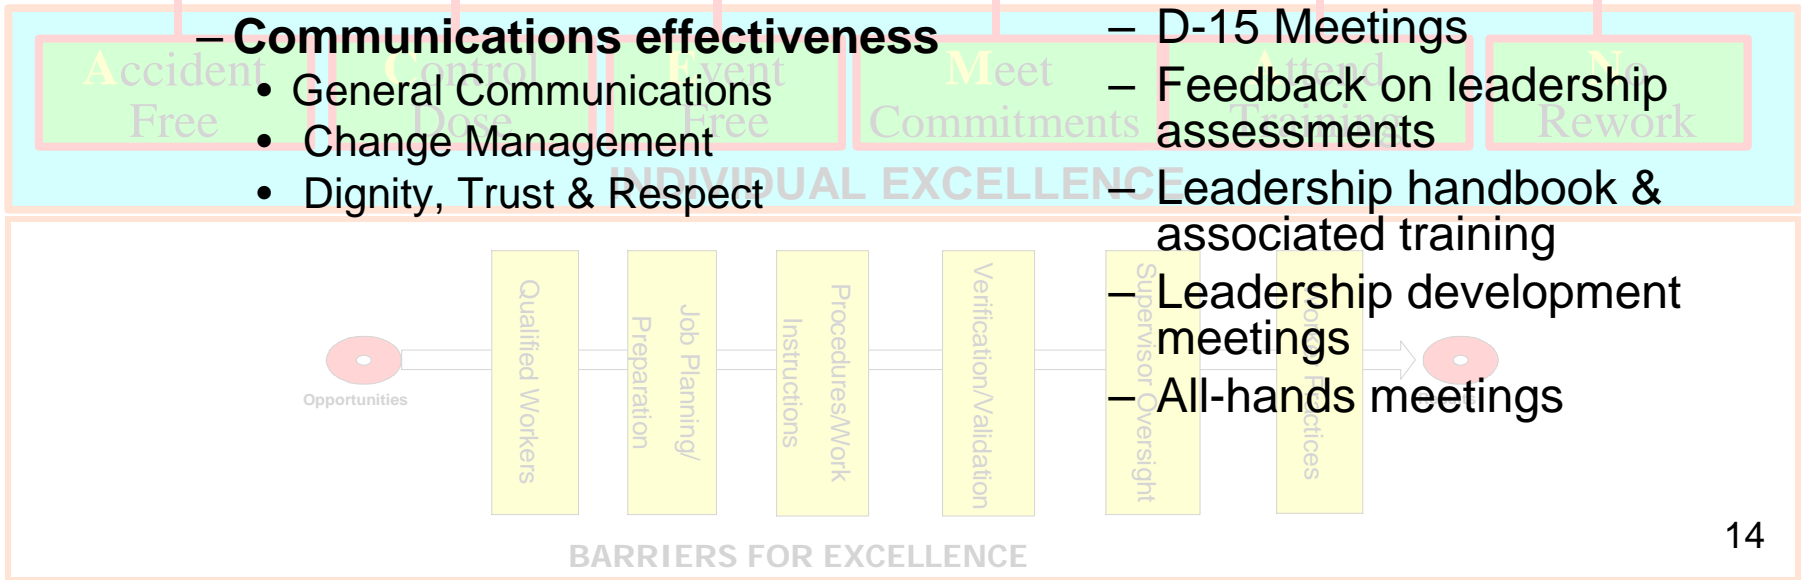 – Communications effectiveness
• General Communications
• Change Management
• Dignity, Trust & Respect
– D-15 Meetings
– Feedback on leadership
assessments
– Leadership handbook &
associated training
– Leadership development
meetings
– All-hands meetings
Accident
Free
Control
Dose
Event
Free
Meet
Commitments
Attend
Training
No
Rework
INDIVIDUAL EXCELLENCE
Opportunities
Qualified Workers
Job Planning/
Preparation
Procedures/Work
Instructions
Verification/Validation
Supervisor Oversight
Practices
BARRIERS FOR EXCELLENCE
14